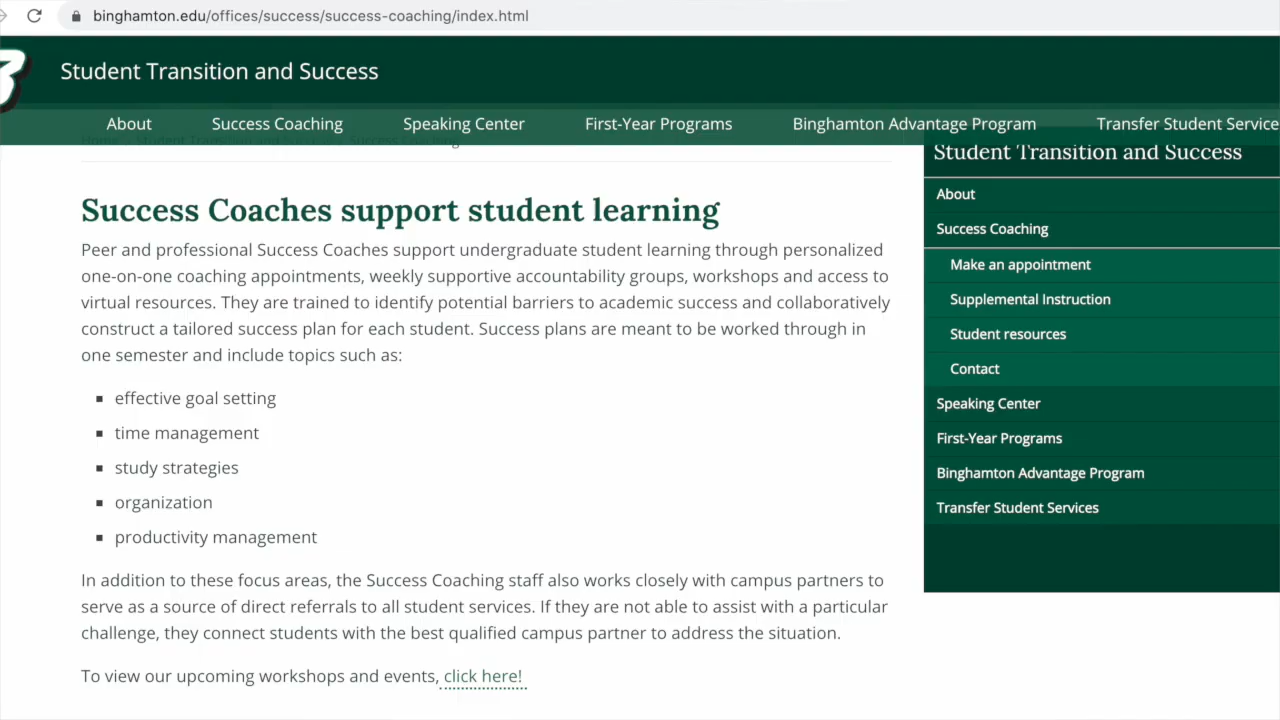 binghamton.edu/offices/success/success-coaching/index.html
Student Transition and Success
About Success Coaching Speaking Center First-Year Programs Binghamton Advantage Program Transfer Student Service
Success Coaches support student learning
Peer and professional Success Coaches support undergraduate student learning through personalized
one-on-one coaching appointments, weekly supportive accountability groups, workshops and access to
virtual resources. They are trained to identify potential barriers to academic success and collaboratively
construct a tailored success plan for each student. Success plans are meant to be worked through in
one semester and include topics such as:
effective goal setting
time management
study strategies
organization
productivity management
In addition to these focus areas, the Success Coaching staff also works closely with campus partners to
serve as a source of direct referrals to all student services. If they are not able to assist with a particular
challenge, they connect students with the best qualified campus partner to address the situation.
To view our upcoming workshops and events, click here!
Student Transition and Success
About
Success Coaching
Make an appointment
Supplemental Instruction
Student resources
Contact
Speaking Center
First-Year Programs
Binghamton Advantage Program
Transfer Student Services